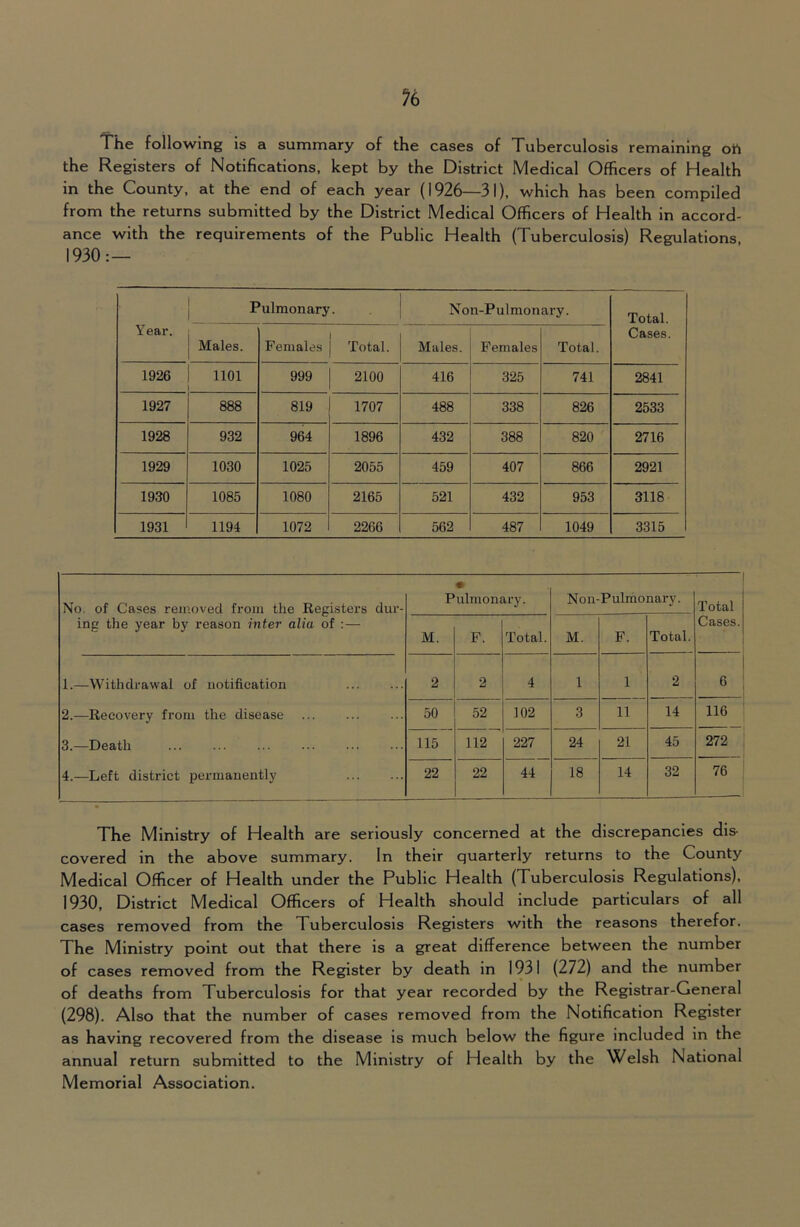 76
The following is a summary of the cases of Tuberculosis remaining on
the Registers of Notifications, kept by the District Medical Officers of Health
in the County, at the end of each year (1926—31), which has been compiled
from the returns submitted by the District Medical Officers of Health in accord-
ance with the requirements of the Public Health (Tuberculosis) Regulations,
1930:—
Year. Pulmonary. Non-Pulmonary. Total. Cases.
Males. Females Total. Males. Females Total.
1926 1101 999 2100 416 325 741 2841
1927 888 819 1707 488 338 826 2533
1928 932 964 1896 432 388 820 2716
1929 1030 1025 2055 459 407 866 2921
1930 1085 1080 2165 521 432 953 3118
1931 1194 1072 2266 562 487 1049 3315
No. of Cases removed from the Registers dur- Pulmonary. Non-Pulmonary. Total
ing the year by reason inter alia of :— M. F. Total. M. F. Total. Cases.
1.—Withdrawal of notification ... ... 2 2 4 1 1 2 6
2.—Recovery from the disease ... ... ... 50 52 102 3 11 14 116
3.—Death ... ... ... ... ... ... 115 112 227 24 21 45 272
4.—Left district permanently ... ... 22 22 44 18 14 32 76
The Ministry of Health are seriously concerned at the discrepancies dis-
covered in the above summary. In their quarterly returns to the County
Medical Officer of Health under the Public Health (Tuberculosis Regulations),
1930, District Medical Officers of Health should include particulars of all
cases removed from the Tuberculosis Registers with the reasons therefor.
The Ministry point out that there is a great difference between the number
of cases removed from the Register by death in 1931 (272) and the number
of deaths from Tuberculosis for that year recorded by the Registrar-General
(298). Also that the number of cases removed from the Notification Register
as having recovered from the disease is much below the figure included in the
annual return submitted to the Ministry of Health by the Welsh National
Memorial Association.